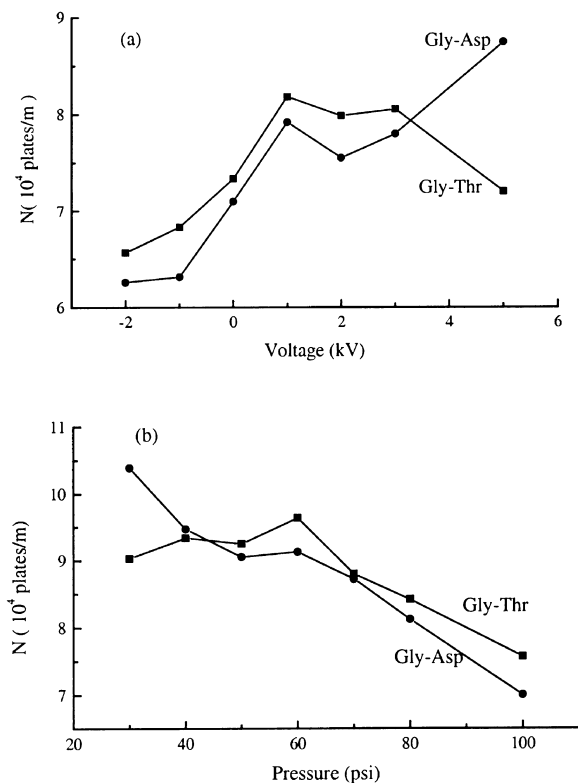 9
(a)
Gly-Asp
8
N( 10⁴ plates/m )
Gly-Thr
7
6
-2 0 2 4 6
Voltage (kV)
11
(b)
10
N ( 10⁴ plates/m)
9
Gly-Thr
8
Gly-Asp
7
20 40 60 80 100
Pressure (psi)